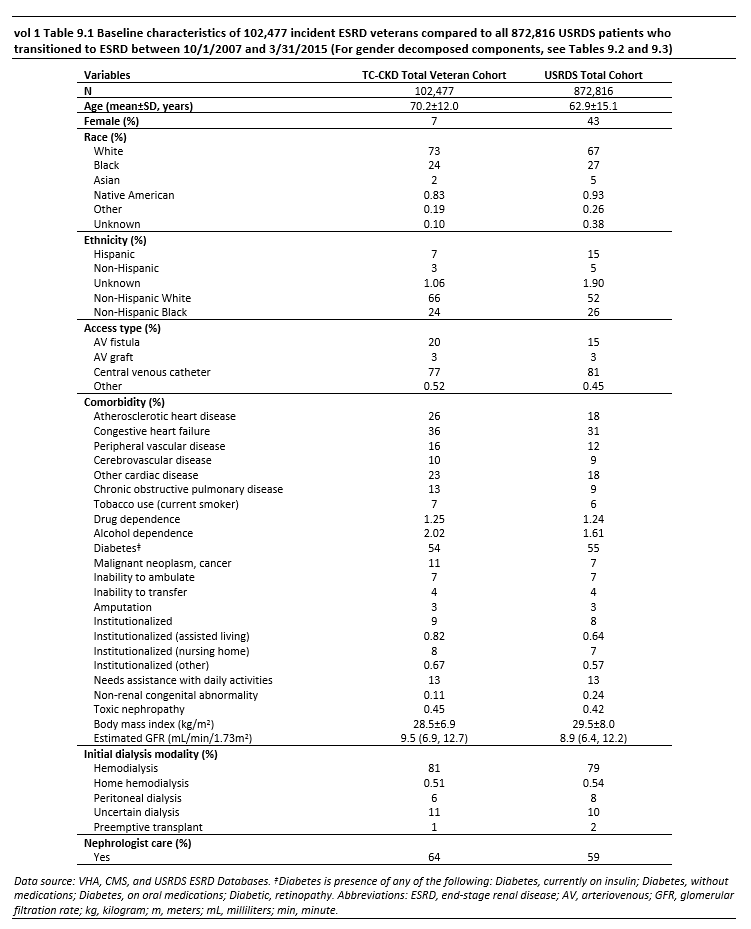 vol 1 Table 9.1 Baseline characteristics of 102,477 incident ESRD veterans compared to all 872,816 USRDS patients who
transitioned to ESRD between 10/1/2007 and 3/31/2015 (For gender decomposed components, see Tables 9.2 and 9.3)
Variables TC-CKD Total Veteran Cohort USRDS Total Cohort
N 102,477 872,816
Age (mean±SD, years) 70.2±12.0 62.9±15.1
Female (%) 7 43
Race (%)
White 73 67
Black 24 27
Asian 2 5
Native American 0.83 0.93
Other 0.19 0.26
Unknown 0.10 0.38
Ethnicity (%)
Hispanic 7 15
Non-Hispanic 3 5
Unknown 1.06 1.90
Non-Hispanic White 66 52
Non-Hispanic Black 24 26
Access type (%)
AV fistula 20 15
AV graft 3 3
Central venous catheter 77 81
Other 0.52 0.45
Comorbidity (%)
Atherosclerotic heart disease 26 18
Congestive heart failure 36 31
Peripheral vascular disease 16 12
Cerebrovascular disease 10 9
Other cardiac disease 23 18
Chronic obstructive pulmonary disease 13 9
Tobacco use (current smoker) 7 6
Drug dependence 1.25 1.24
Alcohol dependence 2.02 1.61
Diabetes‡ 54 55
Malignant neoplasm, cancer 11 7
Inability to ambulate 7 7
Inability to transfer 4 4
Amputation 3 3
Institutionalized 9 8
Institutionalized (assisted living) 0.82 0.64
Institutionalized (nursing home) 8 7
Institutionalized (other) 0.67 0.57
Needs assistance with daily activities 13 13
Non-renal congenital abnormality 0.11 0.24
Toxic nephropathy 0.45 0.42
Body mass index (kg/m²) 28.5±6.9 29.5±8.0
Estimated GFR (mL/min/1.73m²) 9.5 (6.9, 12.7) 8.9 (6.4, 12.2)
Initial dialysis modality (%)
Hemodialysis 81 79
Home hemodialysis 0.51 0.54
Peritoneal dialysis 6 8
Uncertain dialysis 11 10
Preemptive transplant 1 2
Nephrologist care (%)
Yes 64 59
Data source: VHA, CMS, and USRDS ESRD Databases. ‡Diabetes is presence of any of the following: Diabetes, currently on insulin; Diabetes, without
medications; Diabetes, on oral medications; Diabetic, retinopathy. Abbreviations: ESRD, end-stage renal disease; AV, arteriovenous; GFR, glomerular
filtration rate; kg, kilogram; m, meters; mL, milliliters; min, minute.